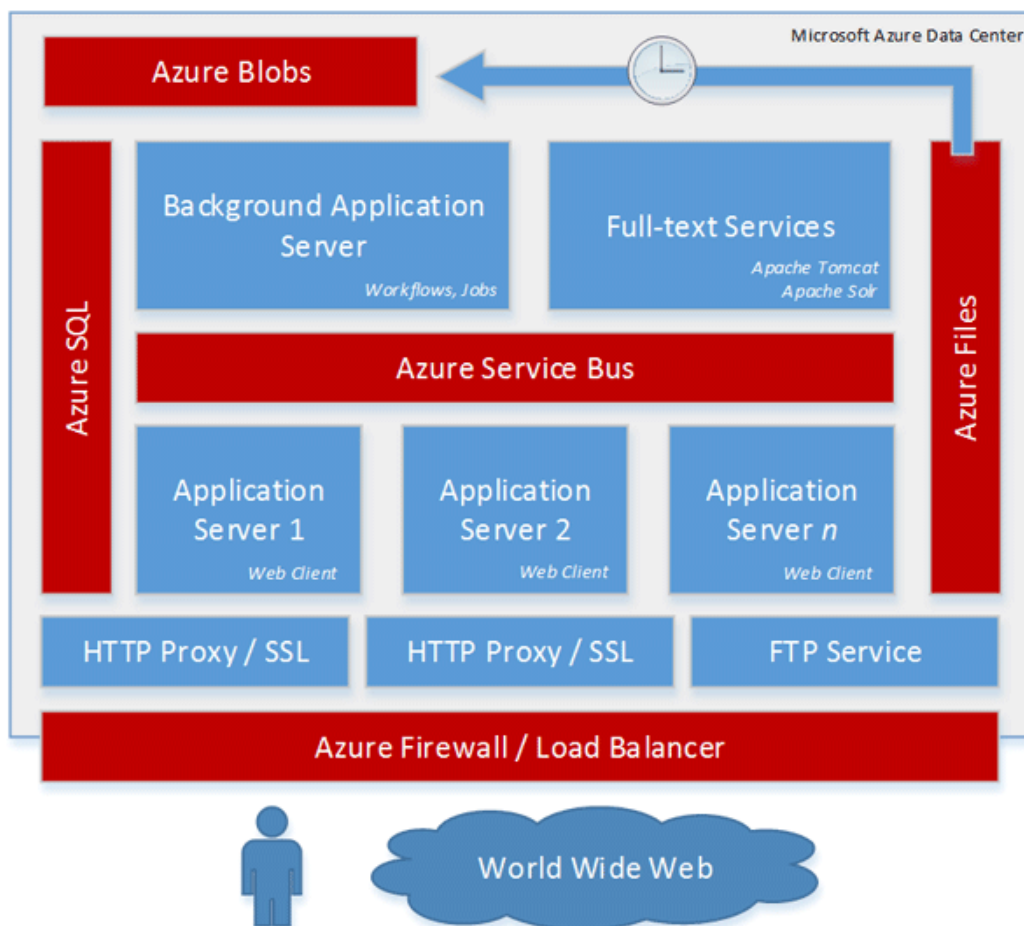 Microsoft Azure Data Center
Azure Blobs
Azure SQL
Background Application
Server
Workflows, Jobs
Full-text Services
Apache Tomcat
Apache Solr
Azure Files
Azure Service Bus
Application
Server 1
Web Client
Application
Server 2
Web Client
Application
Server n
Web Client
HTTP Proxy / SSL
HTTP Proxy / SSL
FTP Service
Azure Firewall / Load Balancer
World Wide Web